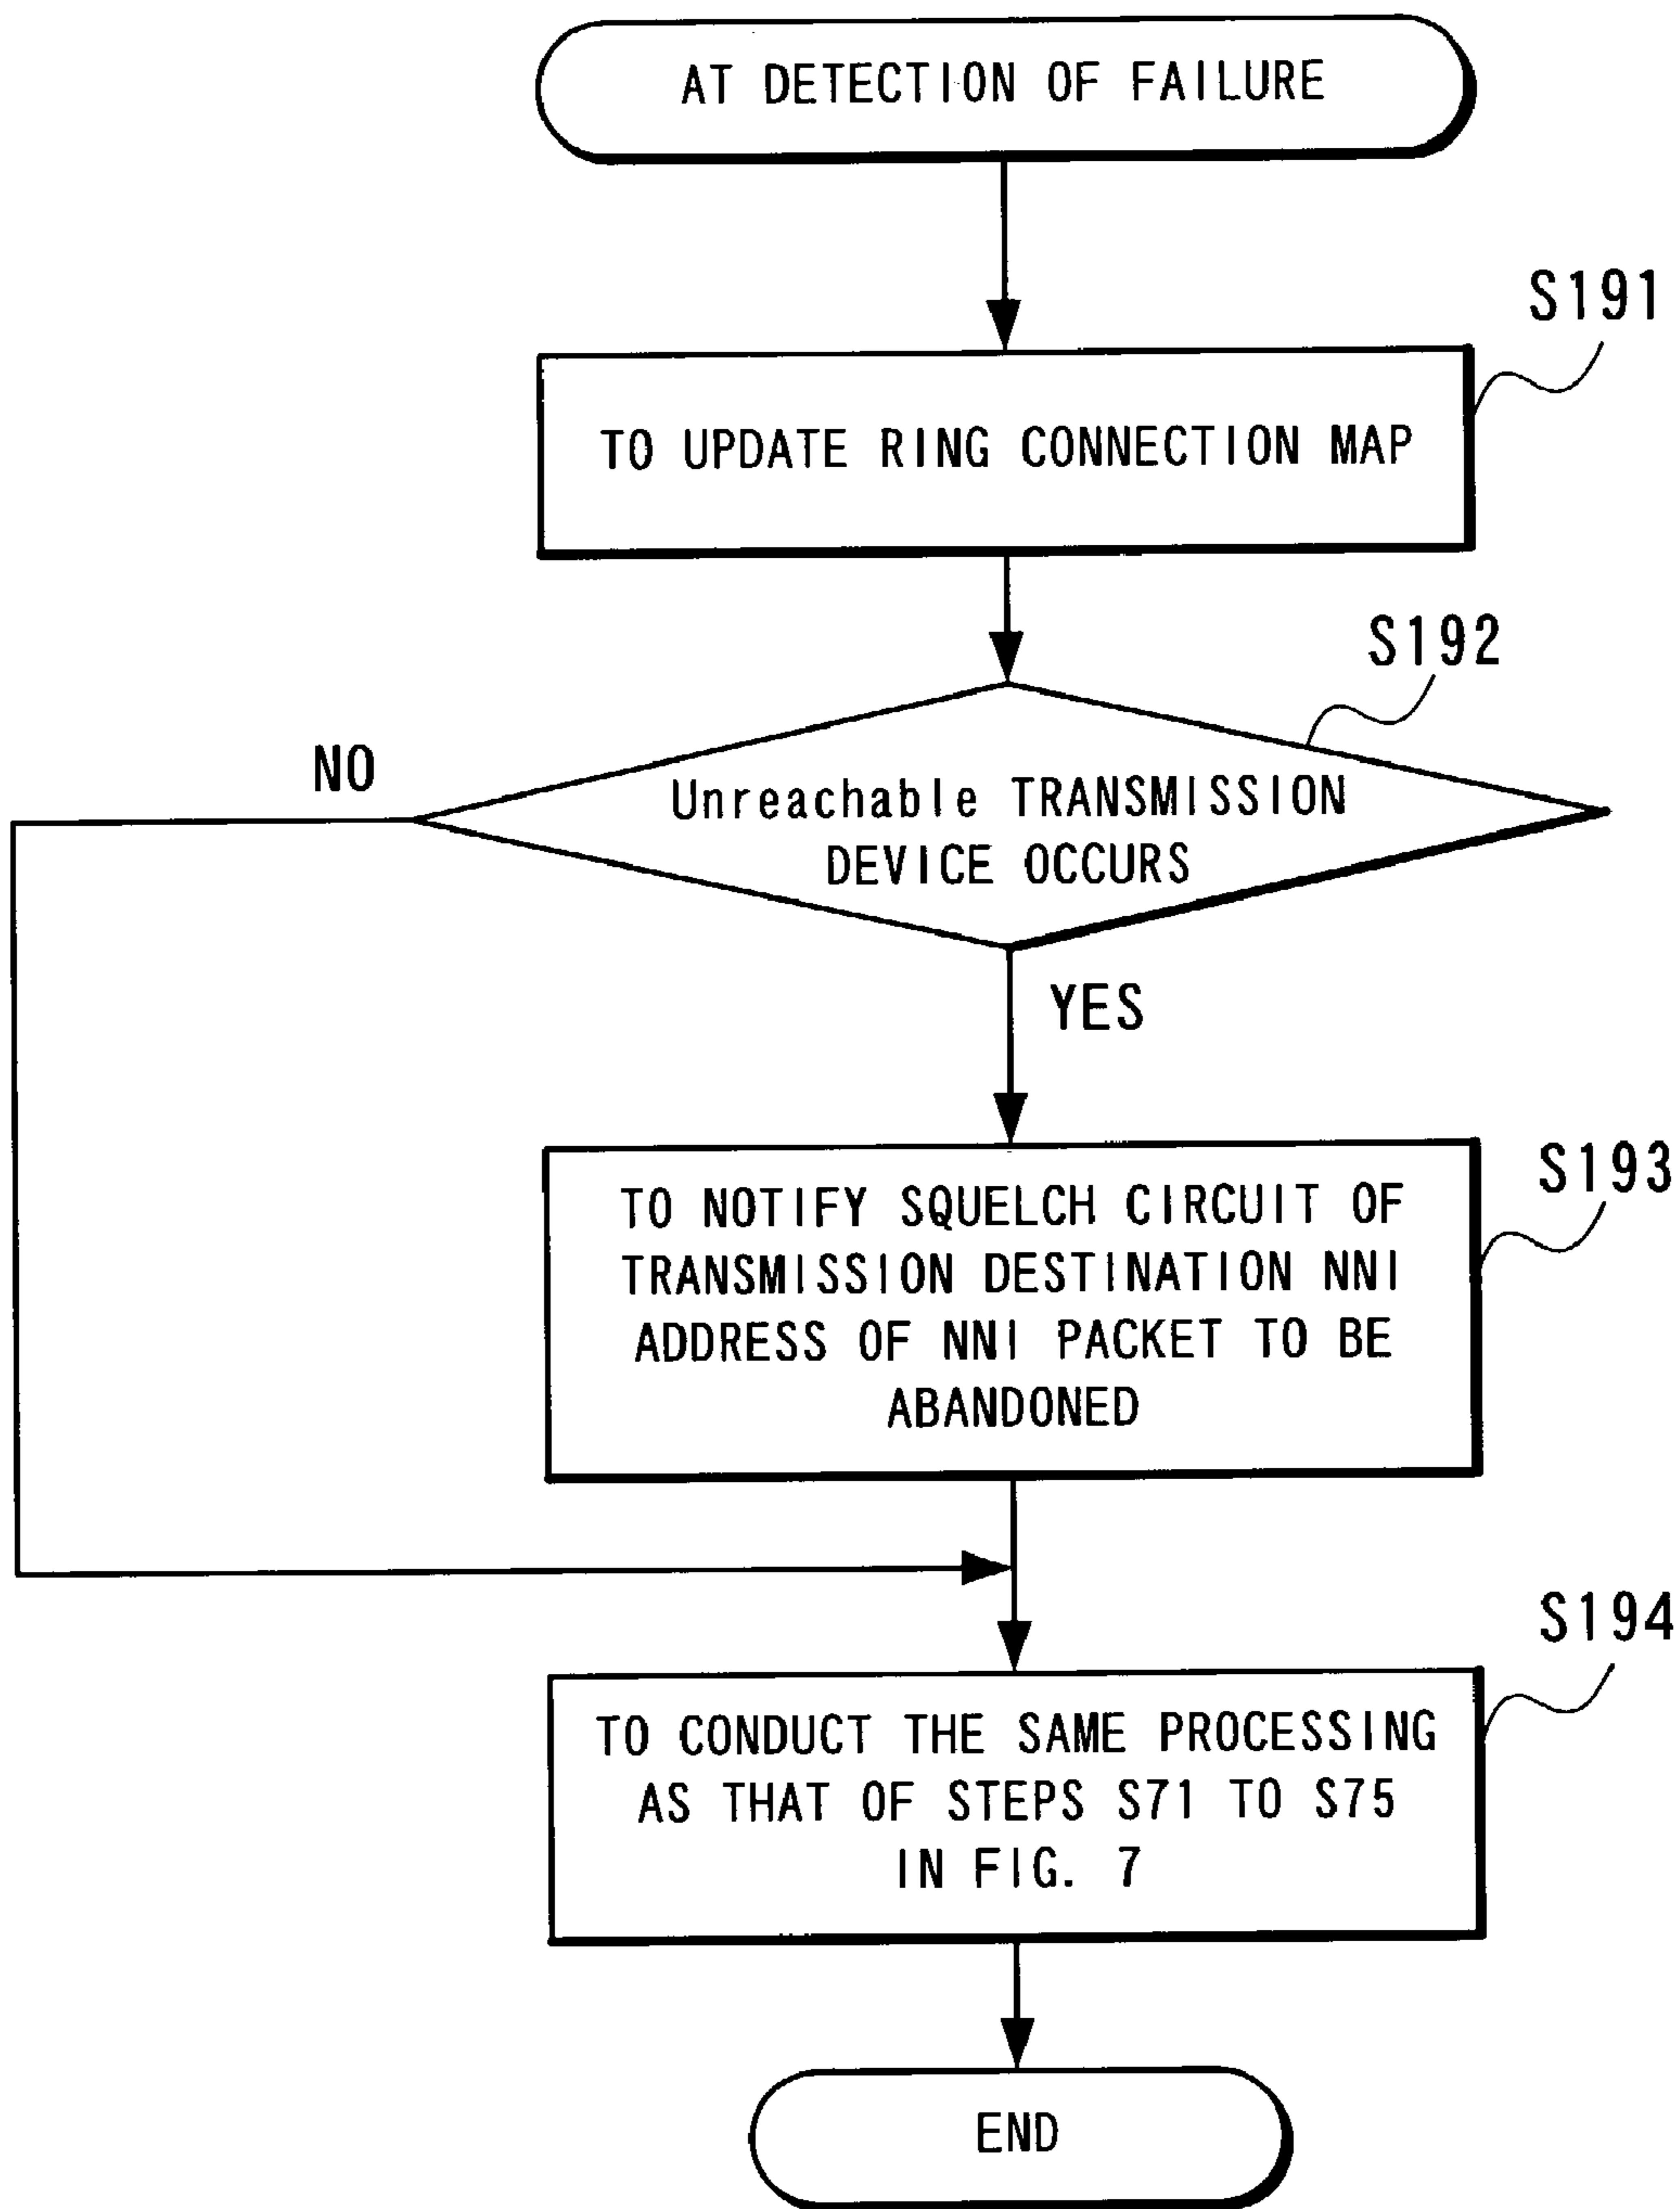 AT DETECTION OF FAILURE
S191
TO UPDATE RING CONNECTION MAP
S192
NO
Unreachable TRANSMISSION
DEVICE OCCURS
YES
S193
TO NOTIFY SQUELCH CIRCUIT OF
TRANSMISSION DESTINATION NNI
ADDRESS OF NNI PACKET TO BE
ABANDONED
S194
TO CONDUCT THE SAME PROCESSING
AS THAT OF STEPS S71 TO S75
IN FIG. 7
END